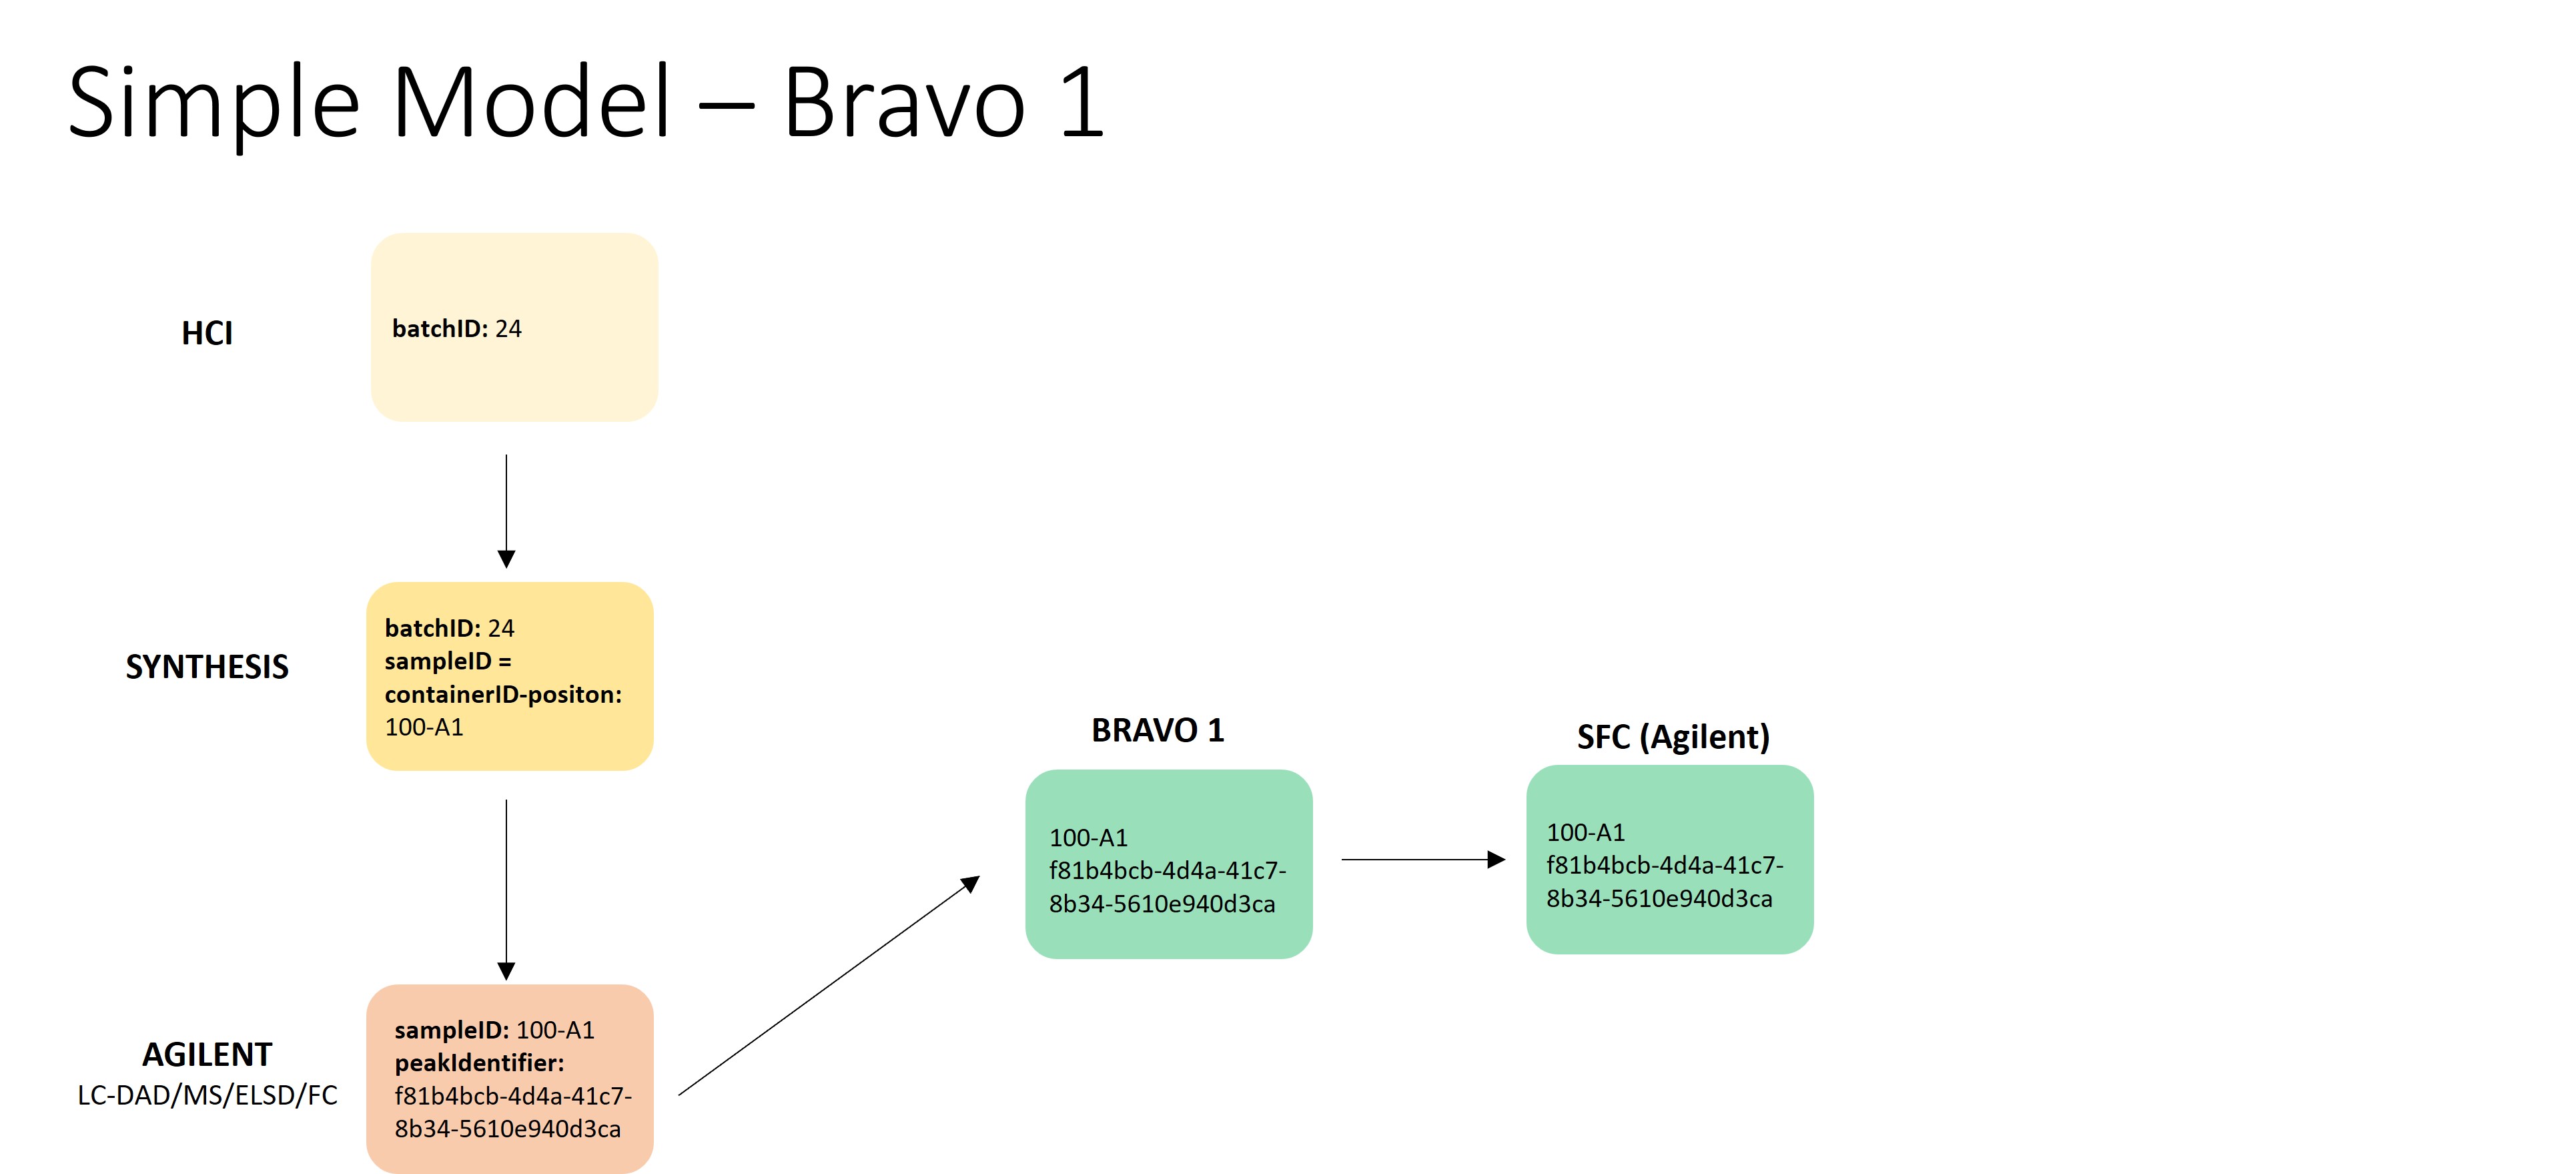 Simple Model – Bravo 1
HCI
batchID: 24
SYNTHESIS
batchID: 24
sampleID =
containerID-positon:
100-A1
BRAVO 1
100-A1
f81b4bcb-4d4a-41c7-
8b34-5610e940d3ca
SFC (Agilent)
100-A1
f81b4bcb-4d4a-41c7-
8b34-5610e940d3ca
AGILENT
LC-DAD/MS/ELSD/FC
sampleID: 100-A1
peakIdentifier:
f81b4bcb-4d4a-41c7-
8b34-5610e940d3ca